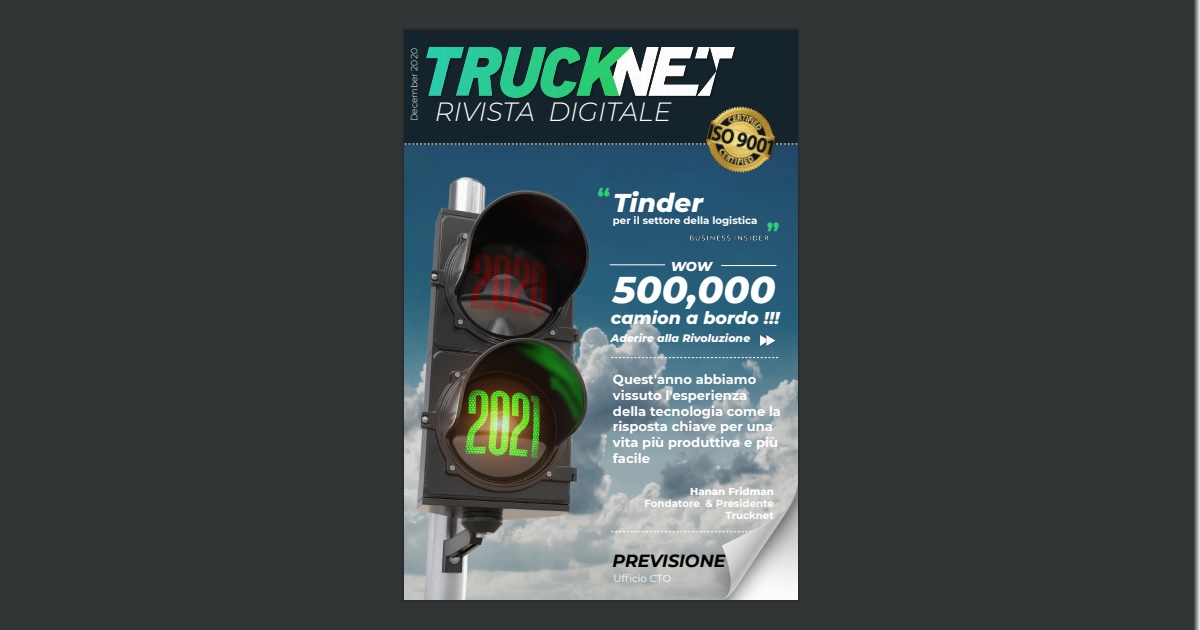 December 2020
TRUCKNET
RIVISTA DIGITALE
CERTIFIED
ISO 9001
CERTIFIED
“ Tinder
per il settore della logistica ”
BUSINESS INSIDER
WOW
500,000
camion a bordo !!!
Aderire alla Rivoluzione
2020
2021
Quest'anno abbiamo
vissuto l'esperienza
della tecnologia come la
risposta chiave per una
vita più produttiva e più
facile
Hanan Fridman
Fondatore & Presidente
Trucknet
PREVISIONE
Ufficio CTO